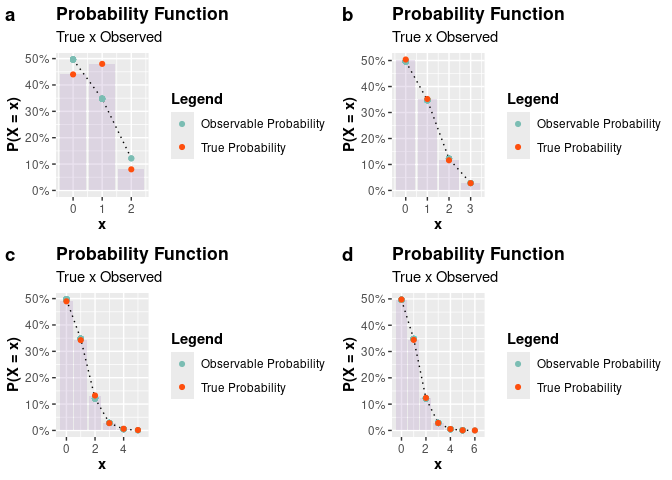 a
Probability Function
True x Observed
50%
40%
30%
20%
10%
0%
P(X = x)
0 1 2
x
Legend
Observable Probability
True Probability
b
Probability Function
True x Observed
50%
40%
30%
20%
10%
0%
P(X = x)
0 1 2 3
x
Legend
Observable Probability
True Probability
c
Probability Function
True x Observed
50%
40%
30%
20%
10%
0%
P(X = x)
0 2 4
x
Legend
Observable Probability
True Probability
d
Probability Function
True x Observed
50%
40%
30%
20%
10%
0%
P(X = x)
0 2 4 6
x
Legend
Observable Probability
True Probability